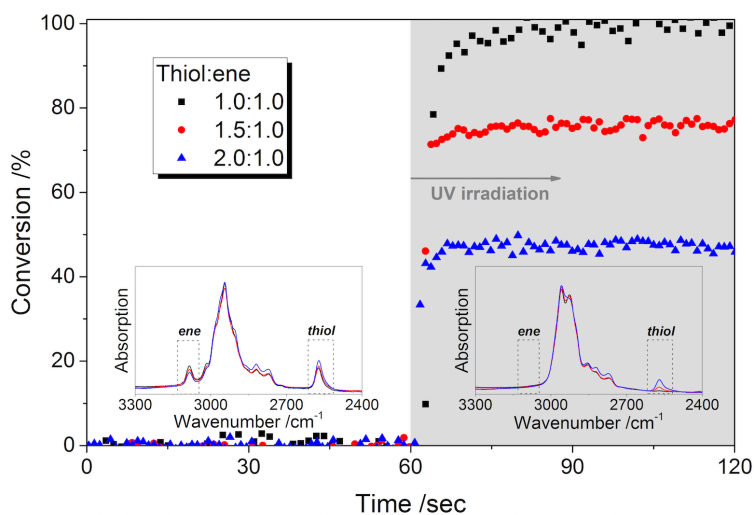 100
80
60
40
20
0
Conversion /%
Thiol:ene
1.0:1.0
1.5:1.0
2.0:1.0
UV irradiation
Absorption
ene
thiol
3300 3000 2700 2400
Wavenumber /cm-1
Absorption
ene
thiol
3300 3000 2700 2400
Wavenumber /cm-1
0 30 60 90 120
Time /sec